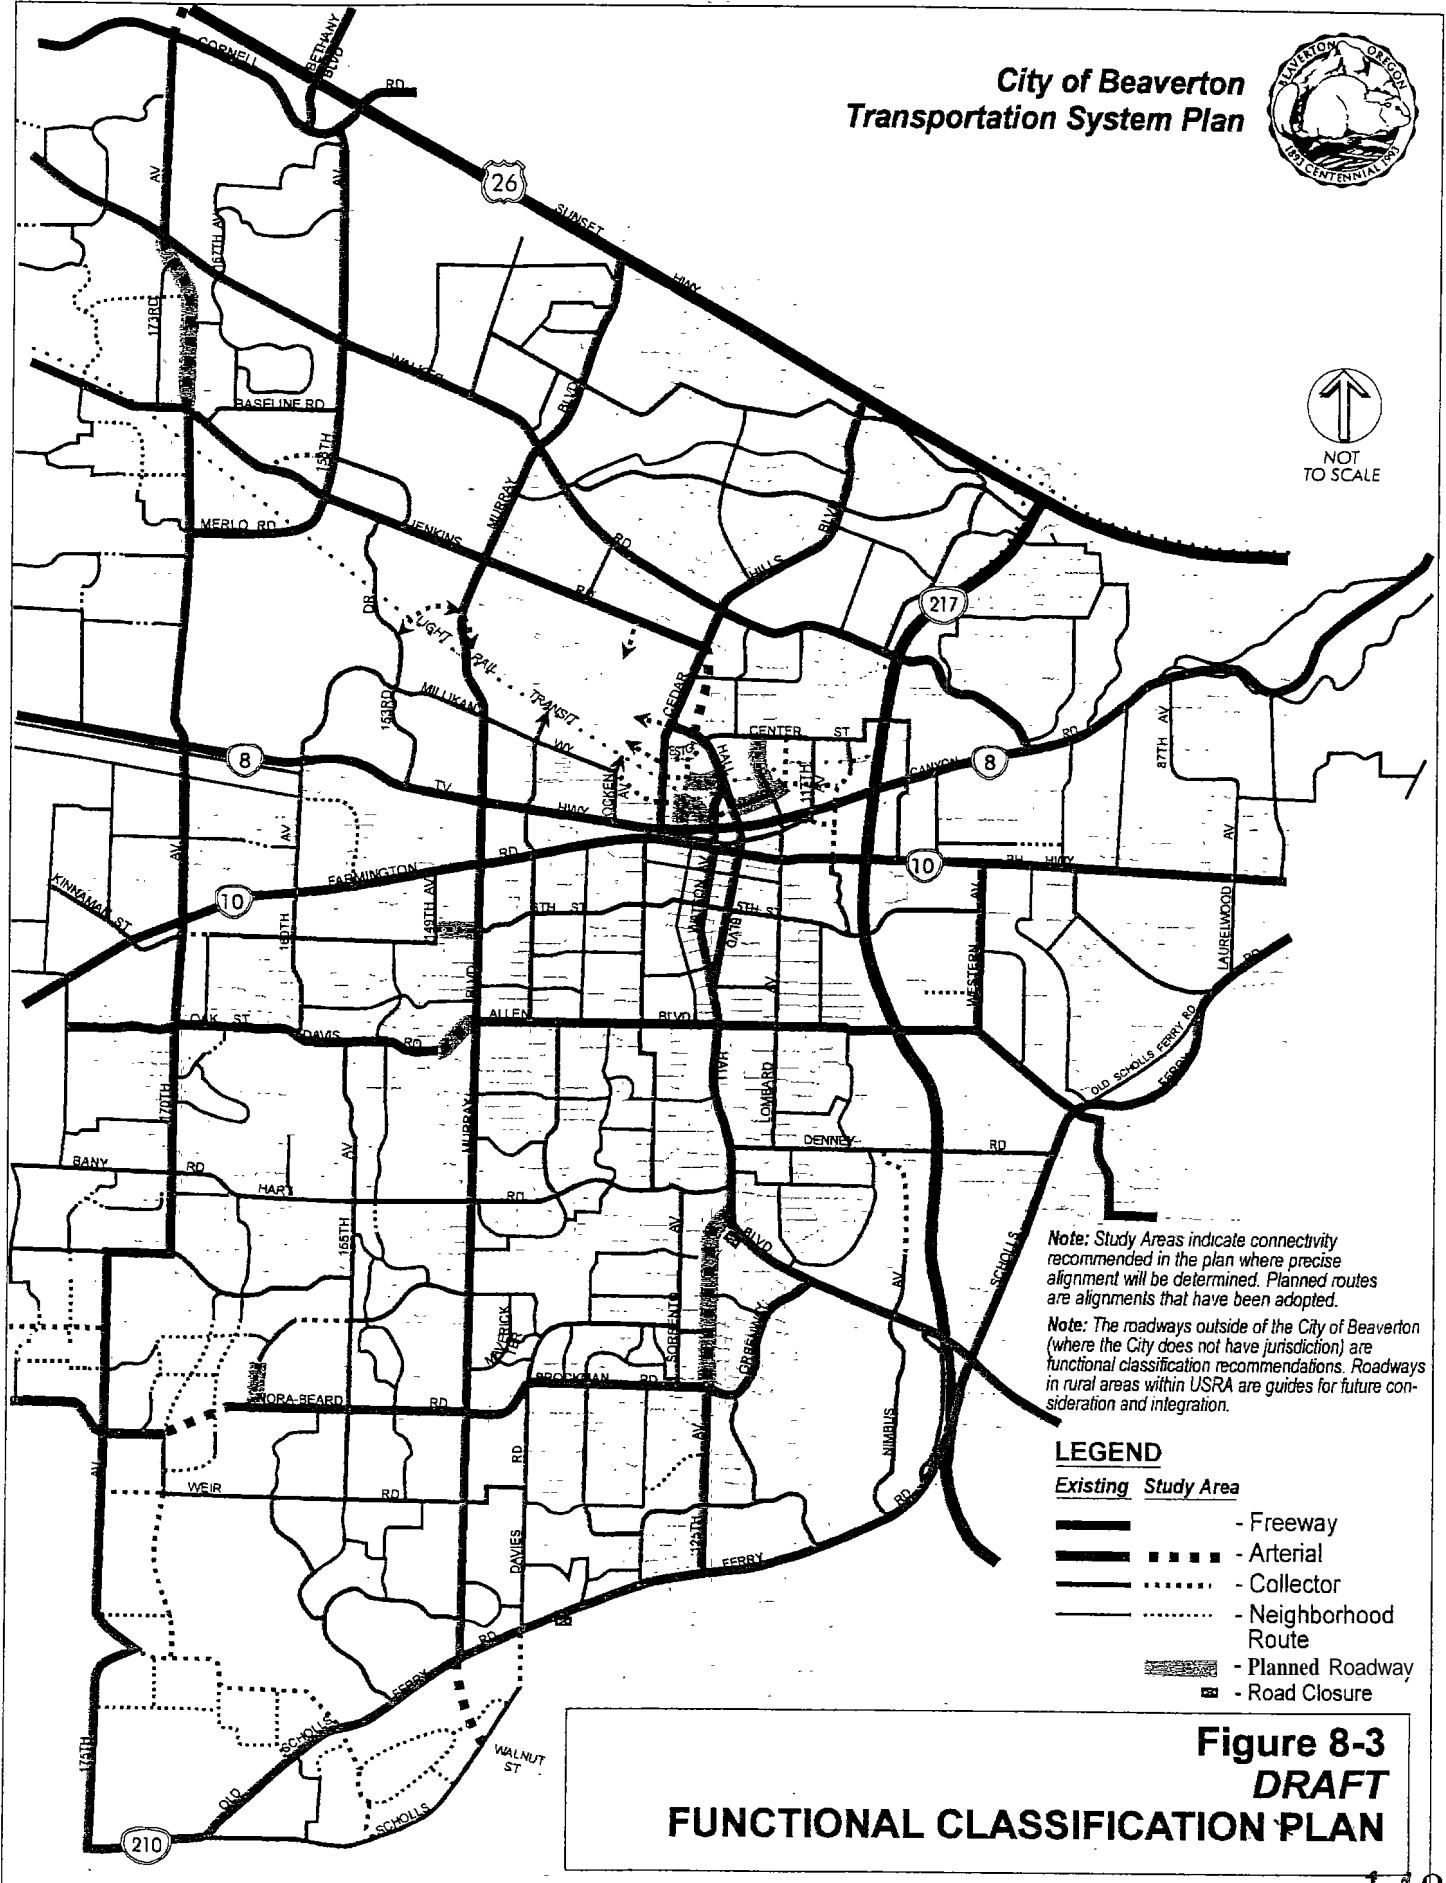 City of Beaverton
Transportation System Plan
BEAVERTON OREGON
1893 CENTENNIAL 1993
NOT
TO SCALE
CORNELL
BETHANY
BLVD
RD
AV
AV
26
SUNSET
HWY
167TH AV
173RD
WALKER
BLVD
BASELINE RD
158TH
MERLO RD
JENKINS
MURRAY
RD
RD
BLVD
HILLS
217
DR
LIGHT
RAIL
TRANSIT
MILLIKAN
WY
153RD
CEDAR
CENTER ST
HALL
117TH
AV
AV
8
TV
HWY
CANYON
8
RD
87TH AV
AV
AV
AV
KINNAMAN ST
10
FARMINGTON
RD
10
BH HWY
149TH AV
160TH
5TH ST
5TH ST
WATSON AV
BLVD
AV
WESTERN
AV
LAURELWOOD
RD
BLVD
OAK ST
DAVIS
RD
ALLEN
BLVD
HALL
LOMBARD
170TH
MURRAY
OLD SCHOLLS FERRY RD
FERRY
DENNEY
RD
BANY
RD
HART
RD
AV
155TH
AV
BLVD
AV
SCHOLLS
MAVERICK
TER
SORRENTO
GREENWAY
BROCKMAN RD
NORA-BEARD
RD
AV
RD
AV
NIMBUS
WEIR
RD
DAVIES
125TH
FERRY
RD
RD
FERRY
SCHOLLS
OLD
175TH
WALNUT
ST
SCHOLLS
210
Note: Study Areas indicate connectivity
recommended in the plan where precise
alignment will be determined. Planned routes
are alignments that have been adopted.
Note: The roadways outside of the City of Beaverton
(where the City does not have jurisdiction) are
functional classification recommendations. Roadways
in rural areas within USRA are guides for future con-
sideration and integration.
LEGEND
Existing Study Area
- Freeway
- Arterial
- Collector
- Neighborhood
Route
- Planned Roadway
- Road Closure
Figure 8-3
DRAFT
FUNCTIONAL CLASSIFICATION PLAN